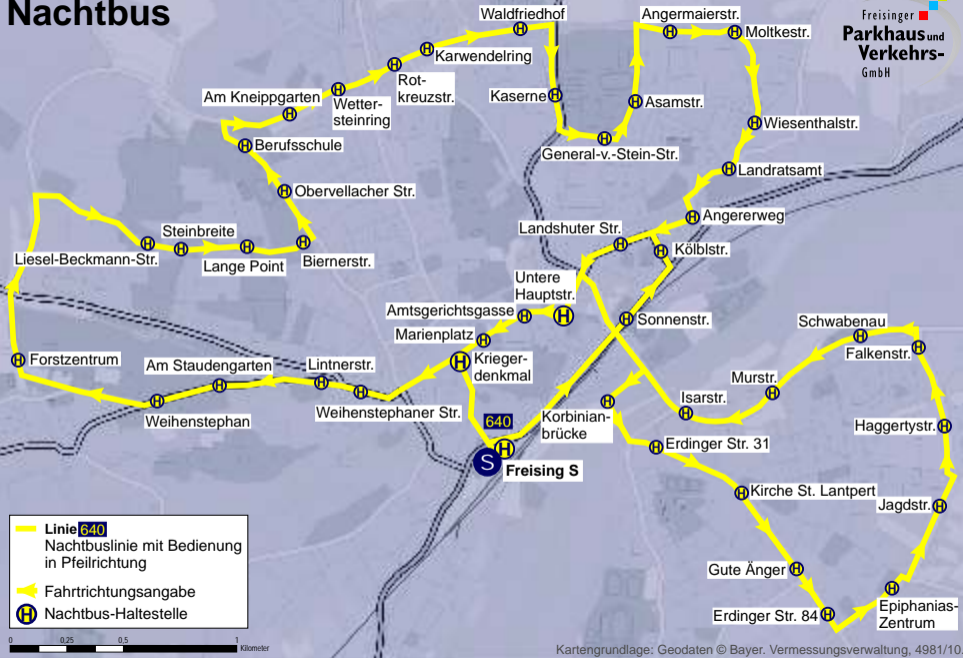 Nachtbus
Freisinger
Parkhaus und
Verkehrs-
GmbH
Waldfriedhof
Angermaierstr.
Moltkestr.
Karwendelring
Rot-
kreuzstr.
Am Kneippgarten
Wetter-
steinring
Kaserne
Asamstr.
Wiesenthalstr.
Berufsschule
General-v.-Stein-Str.
Landratsamt
Obervellacher Str.
Angererweg
Landshuter Str.
Kölblstr.
Steinbreite
Liesel-Beckmann-Str.
Lange Point
Biernerstr.
Untere
Hauptstr.
Amtsgerichtsgasse
Marienplatz
Sonnenstr.
Schwabenau
Falkenstr.
Forstzentrum
Am Staudengarten
Lintnerstr.
Krieger-
denkmal
Murstr.
Isarstr.
Weihenstephan
Weihenstephaner Str.
640
Korbinian-
brücke
Haggertystr.
Erdinger Str. 31
S
Freising S
Kirche St. Lantpert
Jagdstr.
Gute Änger
Erdinger Str. 84
Epiphanias-
Zentrum
Linie 640
Nachtbuslinie mit Bedienung
in Pfeilrichtung
Fahrtrichtungsangabe
H Nachtbus-Haltestelle
0 0,25 0,5 1
Kilometer
Kartengrundlage: Geodaten © Bayer. Vermessungsverwaltung, 4981/10.